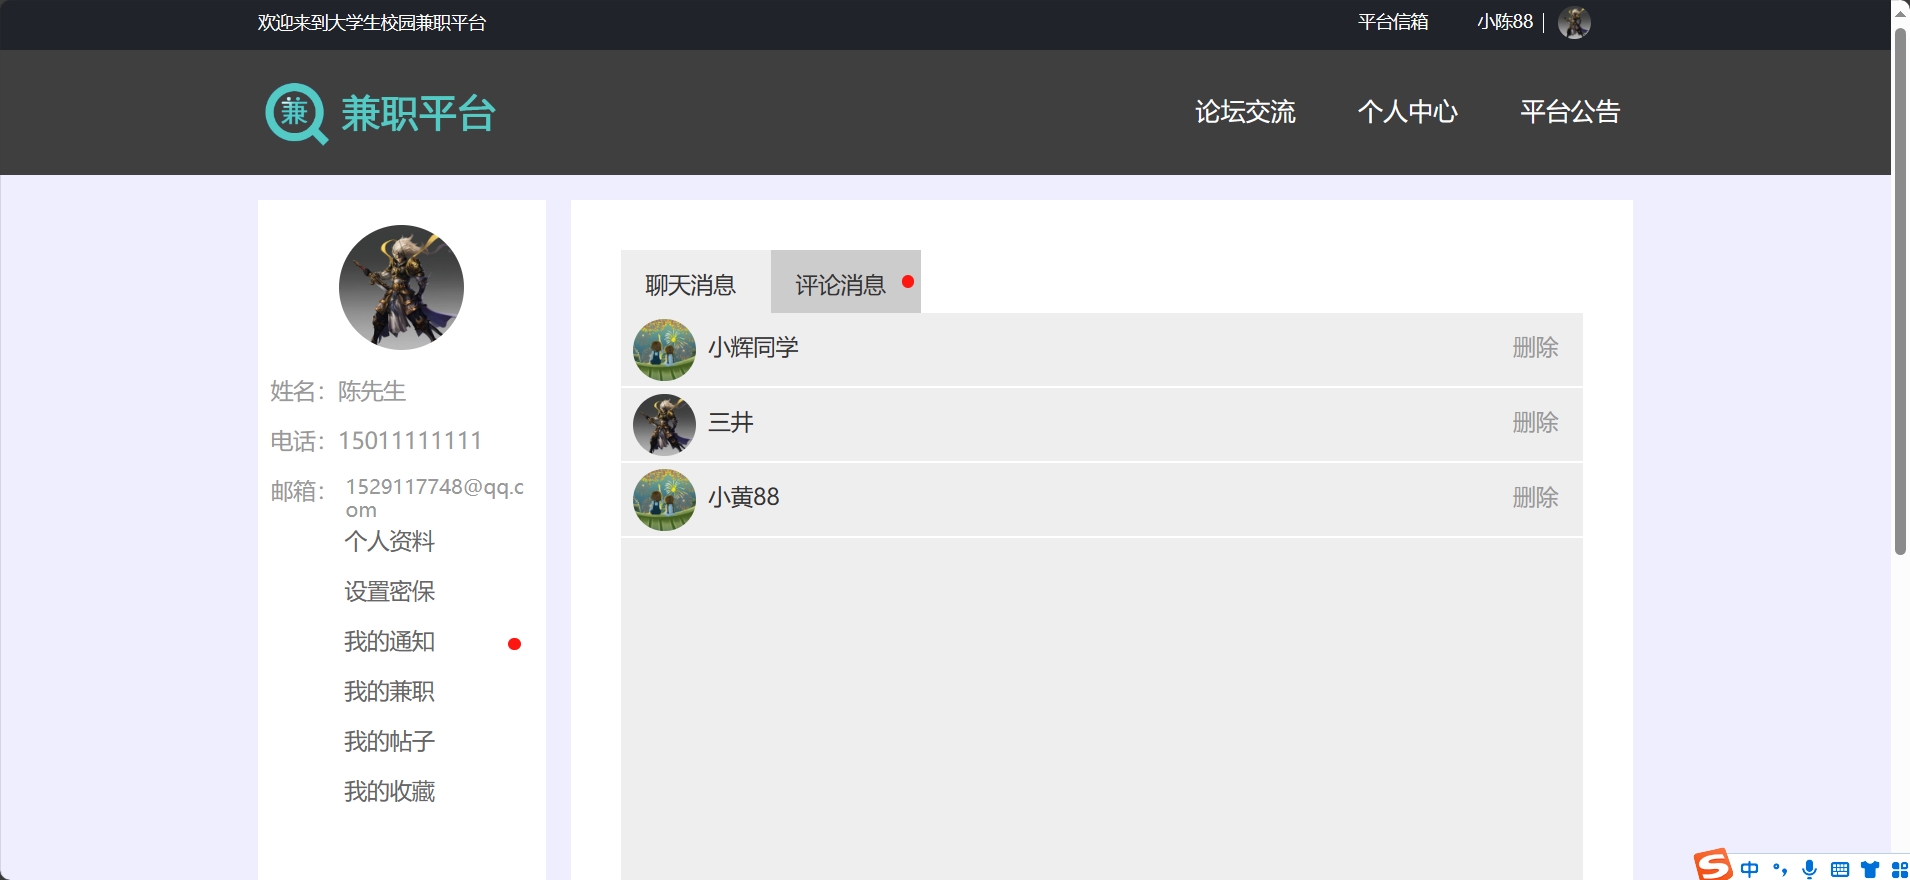 欢迎来到大学生校园兼职平台
平台信箱
小陈88
兼 兼职平台
论坛交流
个人中心
平台公告
姓名：陈先生
电话：15011111111
邮箱：1529117748@qq.c
om
个人资料
设置密保
我的通知
我的兼职
我的帖子
我的收藏
聊天消息
评论消息
小辉同学
删除
三井
删除
小黄88
删除
S 中